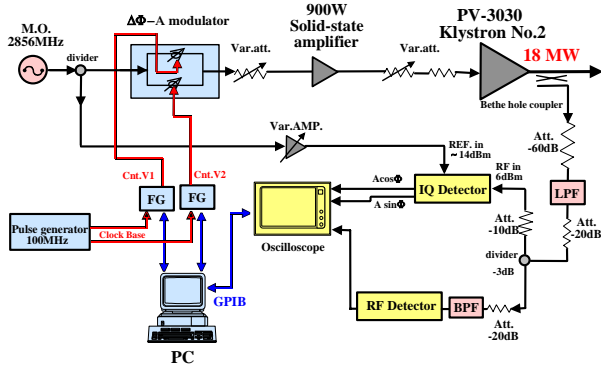 M.O.
2856MHz
divider
ΔΦ-A modulator
Var.att.
900W
Solid-state
amplifier
Var.att.
PV-3030
Klystron No.2
18 MW
Bethe hole coupler
Att.
-60dB
Var.AMP.
REF. in
~14dBm
RF in
6dBm
LPF
Cnt.V1
Cnt.V2
FG
FG
AcosΦ
A sinΦ
IQ Detector
Att.
-10dB
Att.
-20dB
Pulse generator
100MHz
Clock Base
Oscilloscope
divider
-3dB
GPIB
RF Detector
BPF
Att.
-20dB
PC